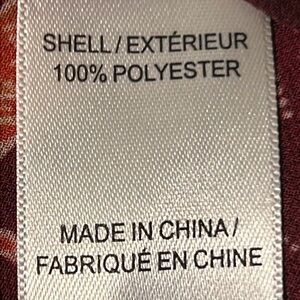 SHELL/EXTÉRIEUR
100% POLYESTER
MADE IN CHINA/
FABRIQUÉ EN CHINE